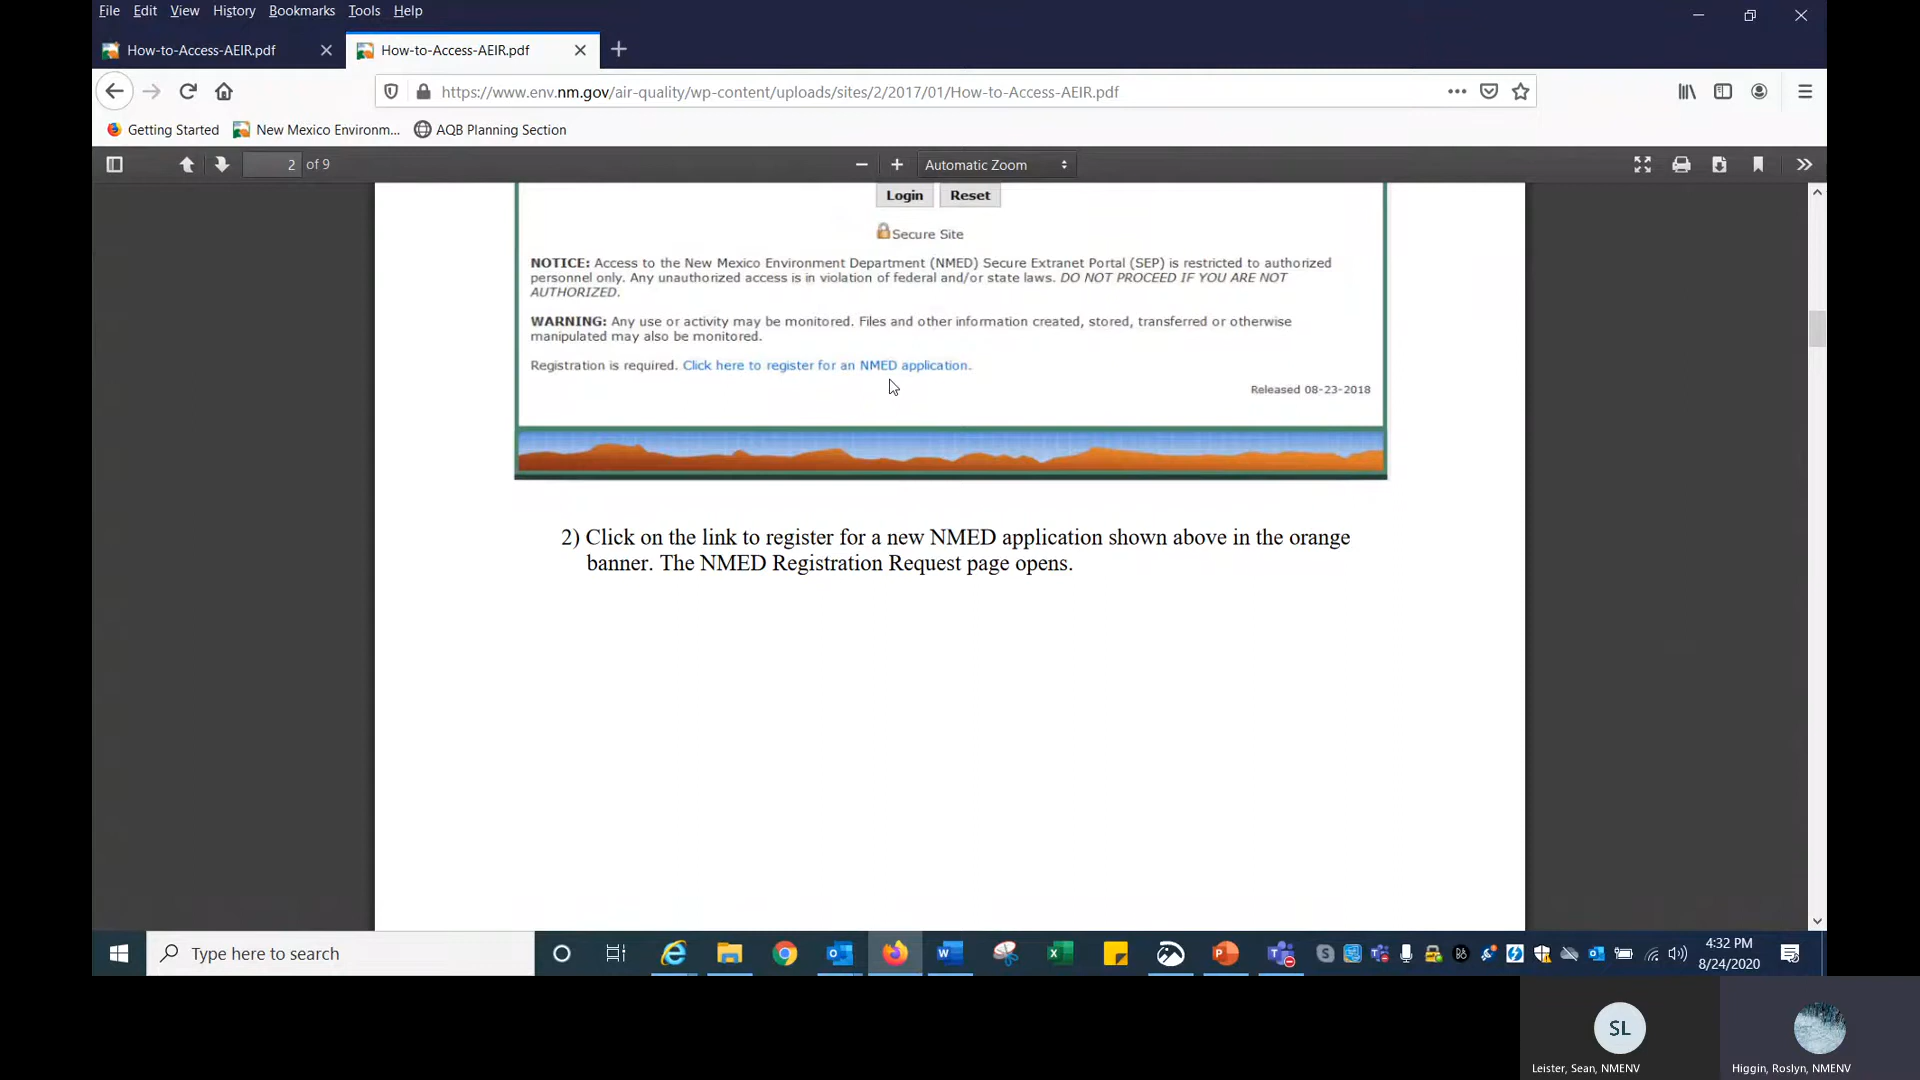 File Edit View History Bookmarks Tools Help
How-to-Access-AEIR.pdf
How-to-Access-AEIR.pdf
https://www.env.nm.gov/air-quality/wp-content/uploads/sites/2/2017/01/How-to-Access-AEIR.pdf
Getting Started New Mexico Environm... AQB Planning Section
2 of 9 Automatic Zoom
Login Reset
Secure Site
NOTICE: Access to the New Mexico Environment Department (NMED) Secure Extranet Portal (SEP) is restricted to authorized
personnel only. Any unauthorized access is in violation of federal and/or state laws. DO NOT PROCEED IF YOU ARE NOT
AUTHORIZED.
WARNING: Any use or activity may be monitored. Files and other information created, stored, transferred or otherwise
manipulated may also be monitored.
Registration is required. Click here to register for an NMED application.
Released 08-23-2018
2) Click on the link to register for a new NMED application shown above in the orange
banner. The NMED Registration Request page opens.
Type here to search
4:32 PM
8/24/2020
SL
Leister, Sean, NMENV
Higgin, Roslyn, NMENV